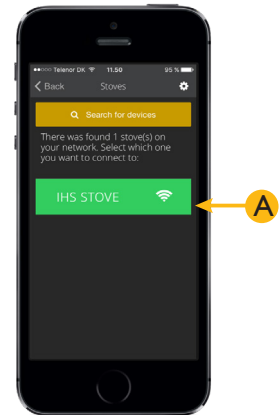 Telenor DK 11.50 95 %
Back Stoves
Search for devices
There was found 1 stove(s) on
your network. Select which one
you want to connect to:
IHS STOVE
A